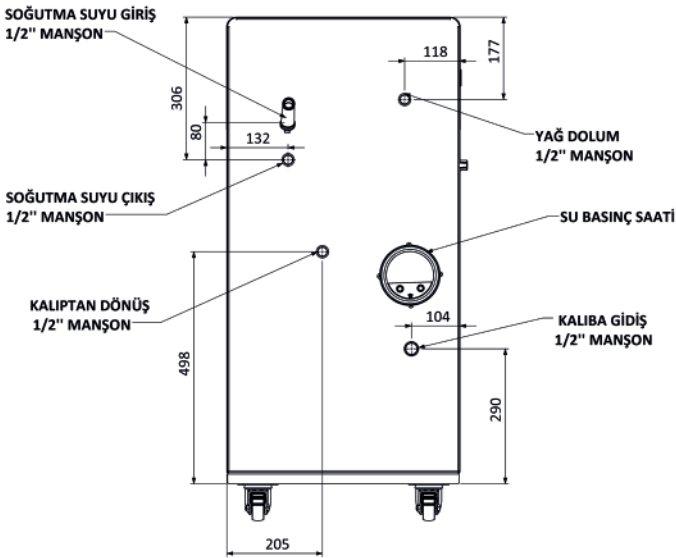 SOĞUTMA SUYU GİRİŞ
1/2'' MANŞON
118
177
306
80
132
YAĞ DOLUM
1/2'' MANŞON
SOĞUTMA SUYU ÇIKIŞ
1/2'' MANŞON
SU BASINÇ SAATİ
KALIPTAN DÖNÜŞ
1/2'' MANŞON
104
KALIBA GİDİŞ
1/2'' MANŞON
498
290
205